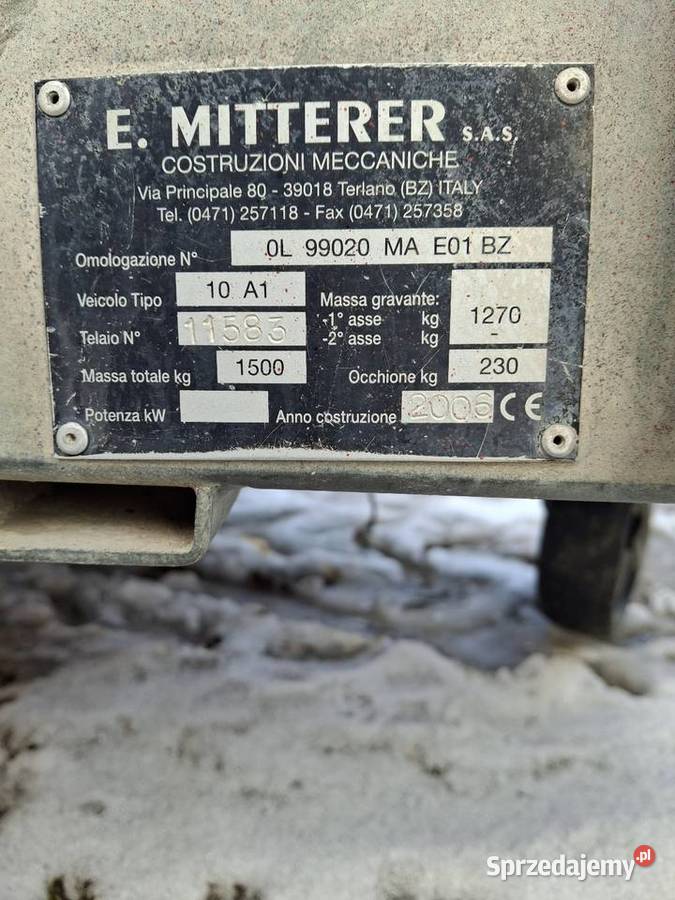 E. MITTERER S.A.S.
COSTRUZIONI MECCANICHE
Via Principale 80 - 39018 Terlano (BZ) ITALY
Tel. (0471) 257118 - Fax (0471) 257358
Omologazione N° 0L 99020 MA E01 BZ
Veicolo Tipo 10 A1 Massa gravante:
Telaio N° 11583 -1° asse kg 1270
-2° asse kg -
Massa totale kg 1500 Occhione kg 230
Potenza kW Anno costruzione 2006 CE
Sprzedajemy.pl